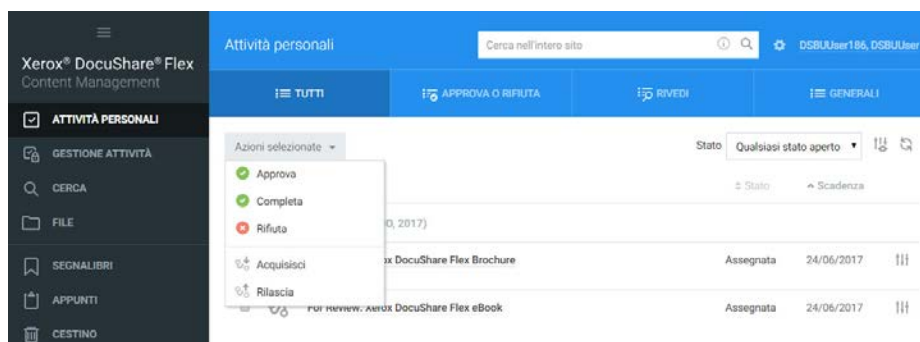 Xerox® DocuShare® Flex
Content Management
ATTIVITÀ PERSONALI
GESTIONE ATTIVITÀ
CERCA
FILE
SEGNALIBRI
APPUNTI
CESTINO
Attività personali
Cerca nell'intero sito
DSBUUser186, DSBUUser
TUTTI
APPROVA O RIFIUTA
RIVEDI
GENERALI
Azioni selezionate
Stato Qualsiasi stato aperto
Approva
Completa
Rifiuta
Acquisisci
Rilascia
Stato Scadenza
0, 2017)
ox DocuShare Flex Brochure Assegnata 24/06/2017
For Review: Xerox DocuShare Flex eBook Assegnata 24/06/2017